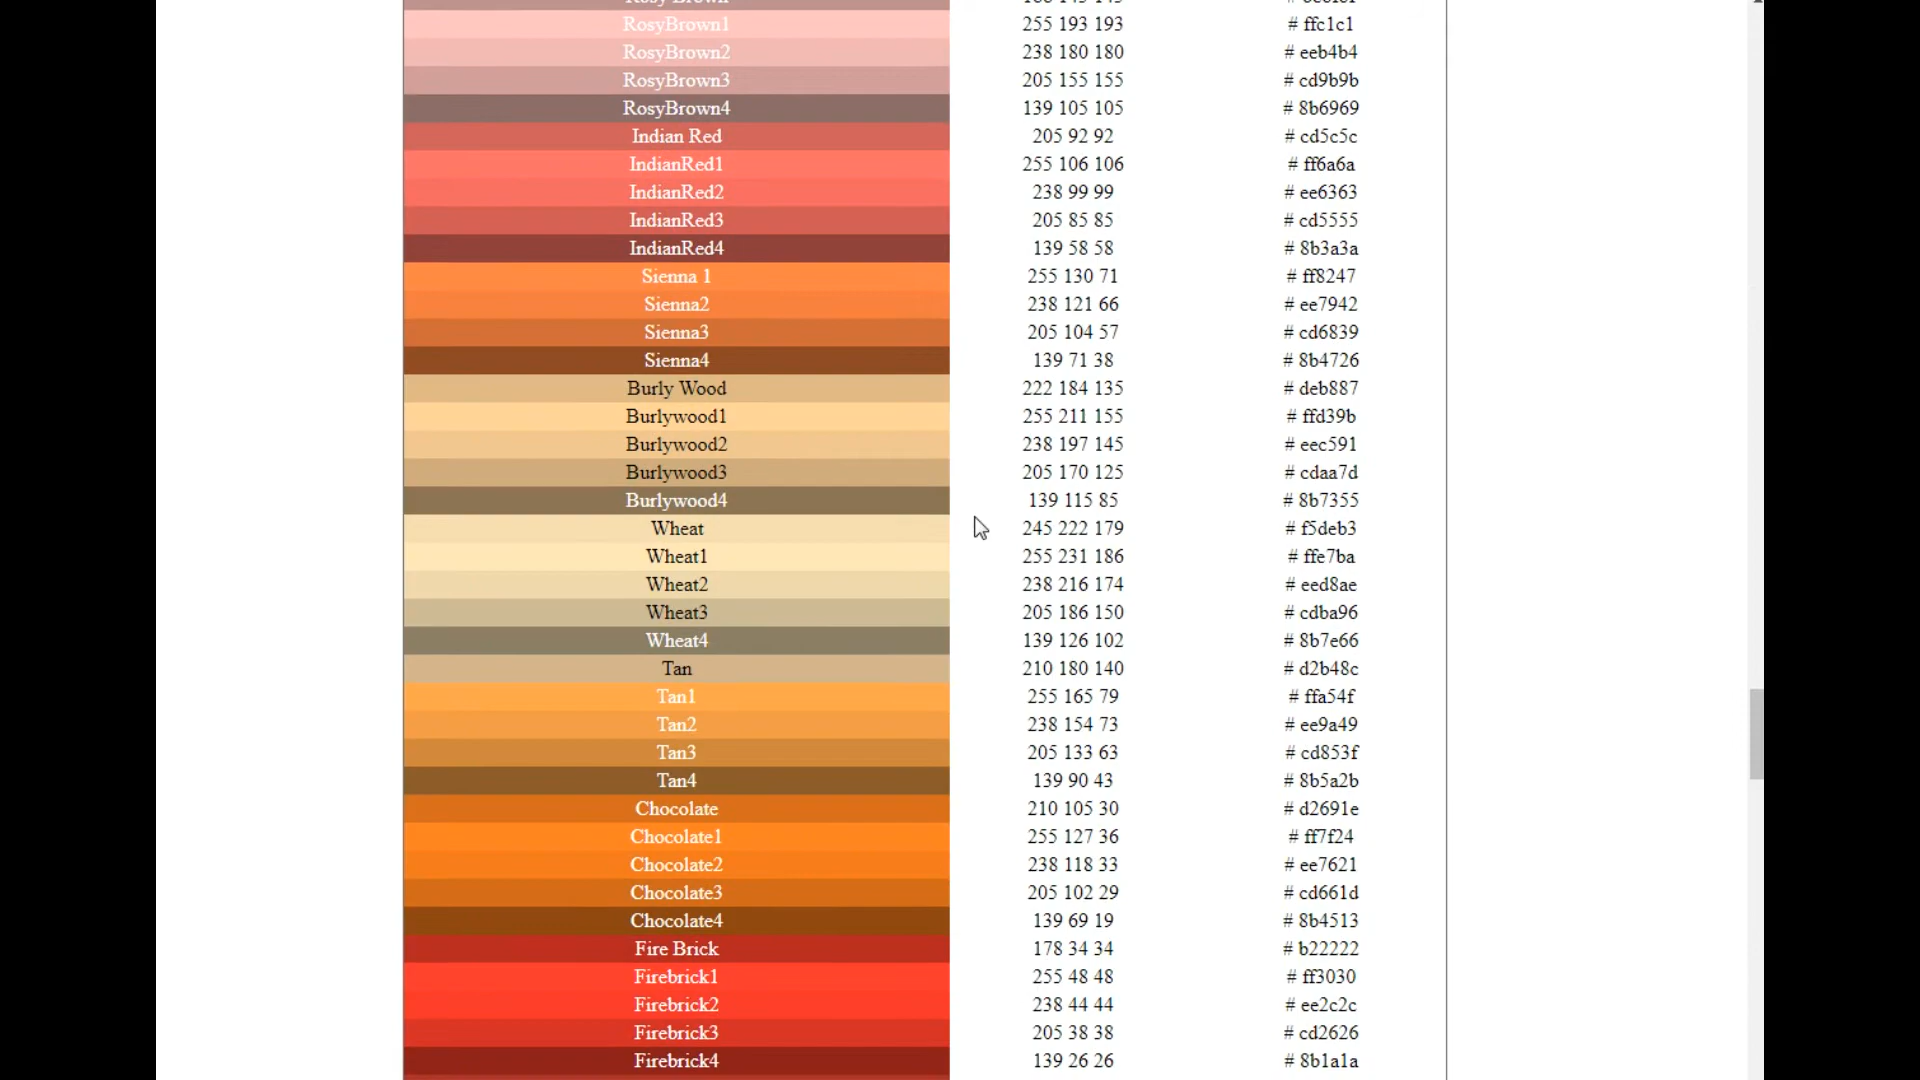 RosyBrown1 255 193 193 # ffc1c1
RosyBrown2 238 180 180 # eeb4b4
RosyBrown3 205 155 155 # cd9b9b
RosyBrown4 139 105 105 # 8b6969
Indian Red 205 92 92 # cd5c5c
IndianRed1 255 106 106 # ff6a6a
IndianRed2 238 99 99 # ee6363
IndianRed3 205 85 85 # cd5555
IndianRed4 139 58 58 # 8b3a3a
Sienna 1 255 130 71 # ff8247
Sienna2 238 121 66 # ee7942
Sienna3 205 104 57 # cd6839
Sienna4 139 71 38 # 8b4726
Burly Wood 222 184 135 # deb887
Burlywood1 255 211 155 # ffd39b
Burlywood2 238 197 145 # eec591
Burlywood3 205 170 125 # cdaa7d
Burlywood4 139 115 85 # 8b7355
Wheat 245 222 179 # f5deb3
Wheat1 255 231 186 # ffe7ba
Wheat2 238 216 174 # eed8ae
Wheat3 205 186 150 # cdba96
Wheat4 139 126 102 # 8b7e66
Tan 210 180 140 # d2b48c
Tan1 255 165 79 # ffa54f
Tan2 238 154 73 # ee9a49
Tan3 205 133 63 # cd853f
Tan4 139 90 43 # 8b5a2b
Chocolate 210 105 30 # d2691e
Chocolate1 255 127 36 # ff7f24
Chocolate2 238 118 33 # ee7621
Chocolate3 205 102 29 # cd661d
Chocolate4 139 69 19 # 8b4513
Fire Brick 178 34 34 # b22222
Firebrick1 255 48 48 # ff3030
Firebrick2 238 44 44 # ee2c2c
Firebrick3 205 38 38 # cd2626
Firebrick4 139 26 26 # 8b1a1a